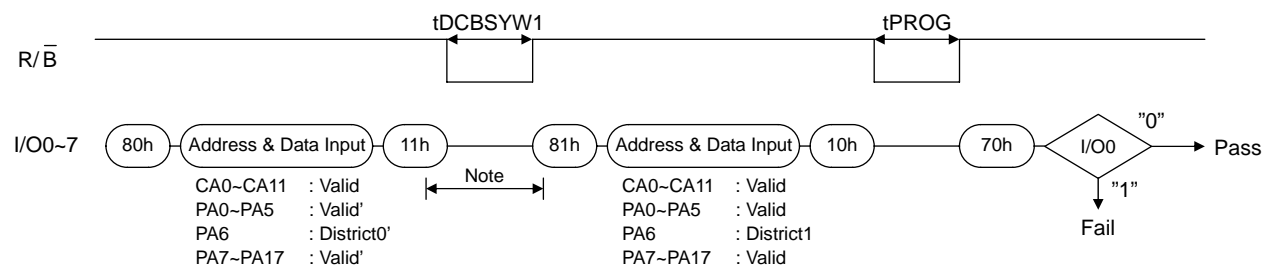 tDCBSYW1
tPROG
R/B̅
I/O0~7
80h
Address & Data Input
11h
81h
Address & Data Input
10h
70h
I/O0
"0"
Pass
"1"
Fail
Note
CA0~CA11 : Valid
PA0~PA5 : Valid'
PA6 : District0'
PA7~PA17 : Valid'
CA0~CA11 : Valid
PA0~PA5 : Valid
PA6 : District1
PA7~PA17 : Valid